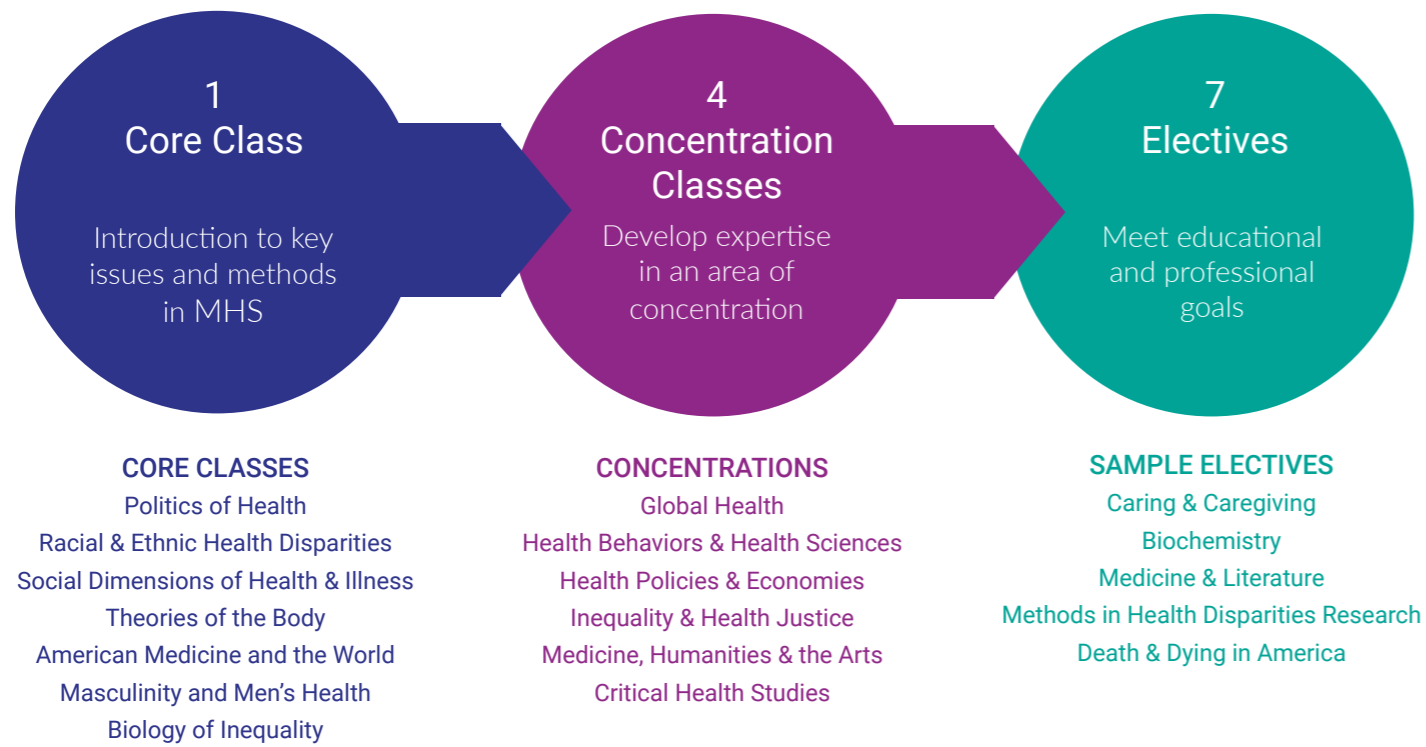 1
Core Class
Introduction to key
issues and methods
in MHS
4
Concentration
Classes
Develop expertise
in an area of
concentration
7
Electives
Meet educational
and professional
goals
CORE CLASSES
Politics of Health
Racial & Ethnic Health Disparities
Social Dimensions of Health & Illness
Theories of the Body
American Medicine and the World
Masculinity and Men’s Health
Biology of Inequality
CONCENTRATIONS
Global Health
Health Behaviors & Health Sciences
Health Policies & Economies
Inequality & Health Justice
Medicine, Humanities & the Arts
Critical Health Studies
SAMPLE ELECTIVES
Caring & Caregiving
Biochemistry
Medicine & Literature
Methods in Health Disparities Research
Death & Dying in America